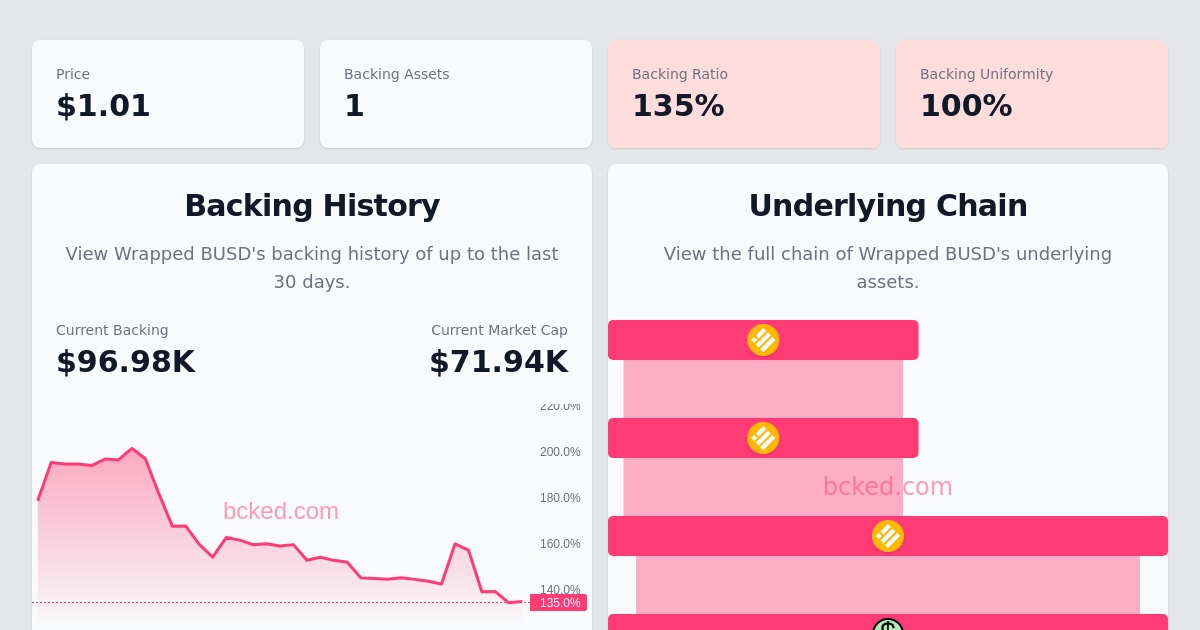 Price
$1.01
Backing Assets
1
Backing Ratio
135%
Backing Uniformity
100%
Backing History
View Wrapped BUSD's backing history of up to the last
30 days.
Current Backing
$96.98K
Current Market Cap
$71.94K
220.0%
200.0%
180.0%
160.0%
140.0%
135.0%
bcked.com
Underlying Chain
View the full chain of Wrapped BUSD's underlying
assets.
bcked.com
$